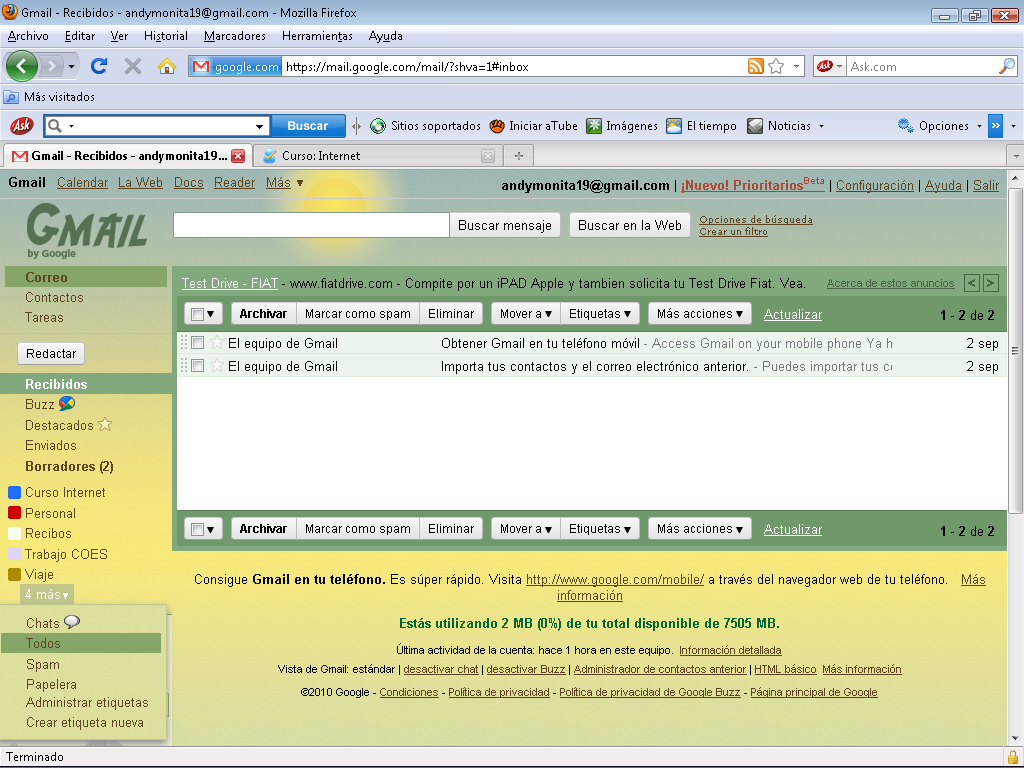 Gmail - Recibidos - andymonita19@gmail.com - Mozilla Firefox
Archivo Editar Ver Historial Marcadores Herramientas Ayuda
google.com https://mail.google.com/mail/?shva=1#inbox Ask Ask.com
Más visitados
Ask Buscar Sitios soportados Iniciar aTube Imágenes El tiempo Noticias Opciones »
Gmail - Recibidos - andymonita19... Curso: Internet
Gmail Calendar La Web Docs Reader Más ▼ andymonita19@gmail.com | ¡Nuevo! Prioritarios Beta | Configuración | Ayuda | Salir
GMAIL
by Google
Buscar mensaje Buscar en la Web
Opciones de búsqueda
Crear un filtro
Correo
Contactos
Tareas
Redactar
Recibidos
Buzz
Destacados
Enviados
Borradores (2)
Curso Internet
Personal
Recibos
Trabajo COES
Viaje
4 más▼
Chats
Todos
Spam
Papelera
Administrar etiquetas
Crear etiqueta nueva
Test Drive - FIAT - www.fiatdrive.com - Compite por un iPAD Apple y tambien solicita tu Test Drive Fiat. Vea. Acerca de estos anuncios < >
Archivar Marcar como spam Eliminar Mover a ▼ Etiquetas ▼ Más acciones ▼ Actualizar 1 - 2 de 2
El equipo de Gmail Obtener Gmail en tu teléfono móvil - Access Gmail on your mobile phone Ya h 2 sep
El equipo de Gmail Importa tus contactos y el correo electrónico anterior. - Puedes importar tus co 2 sep
Archivar Marcar como spam Eliminar Mover a ▼ Etiquetas ▼ Más acciones ▼ Actualizar 1 - 2 de 2
Consigue Gmail en tu teléfono. Es súper rápido. Visita http://www.google.com/mobile/ a través del navegador web de tu teléfono. Más
información
Estás utilizando 2 MB (0%) de tu total disponible de 7505 MB.
Última actividad de la cuenta: hace 1 hora en este equipo. Información detallada
Vista de Gmail: estándar | desactivar chat | desactivar Buzz | Administrador de contactos anterior | HTML básico Más información
©2010 Google - Condiciones - Política de privacidad - Política de privacidad de Google Buzz - Página principal de Google
Terminado